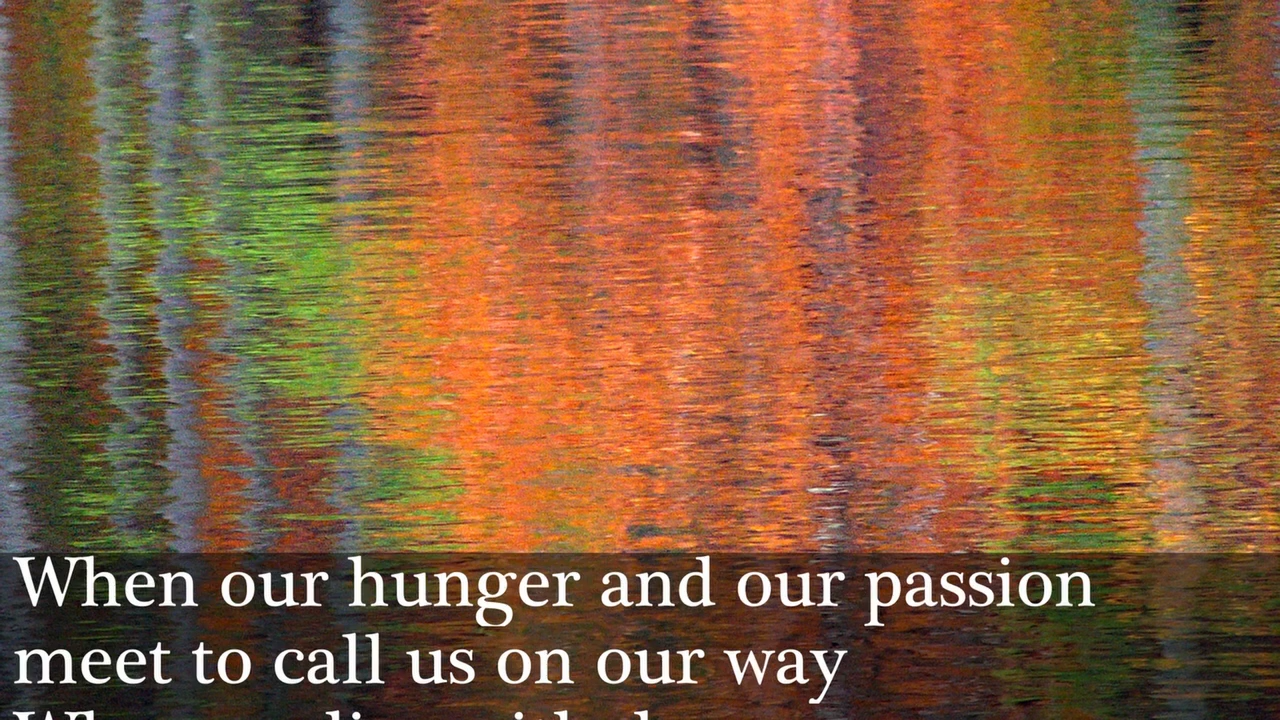 When our hunger and our passion
meet to call us on our way